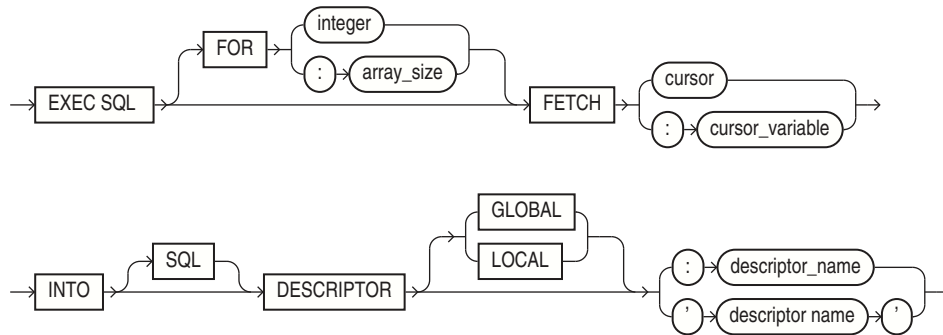 FOR integer
: array_size
EXEC SQL FETCH cursor
: cursor_variable
GLOBAL
SQL LOCAL
INTO DESCRIPTOR : descriptor_name
' descriptor name '